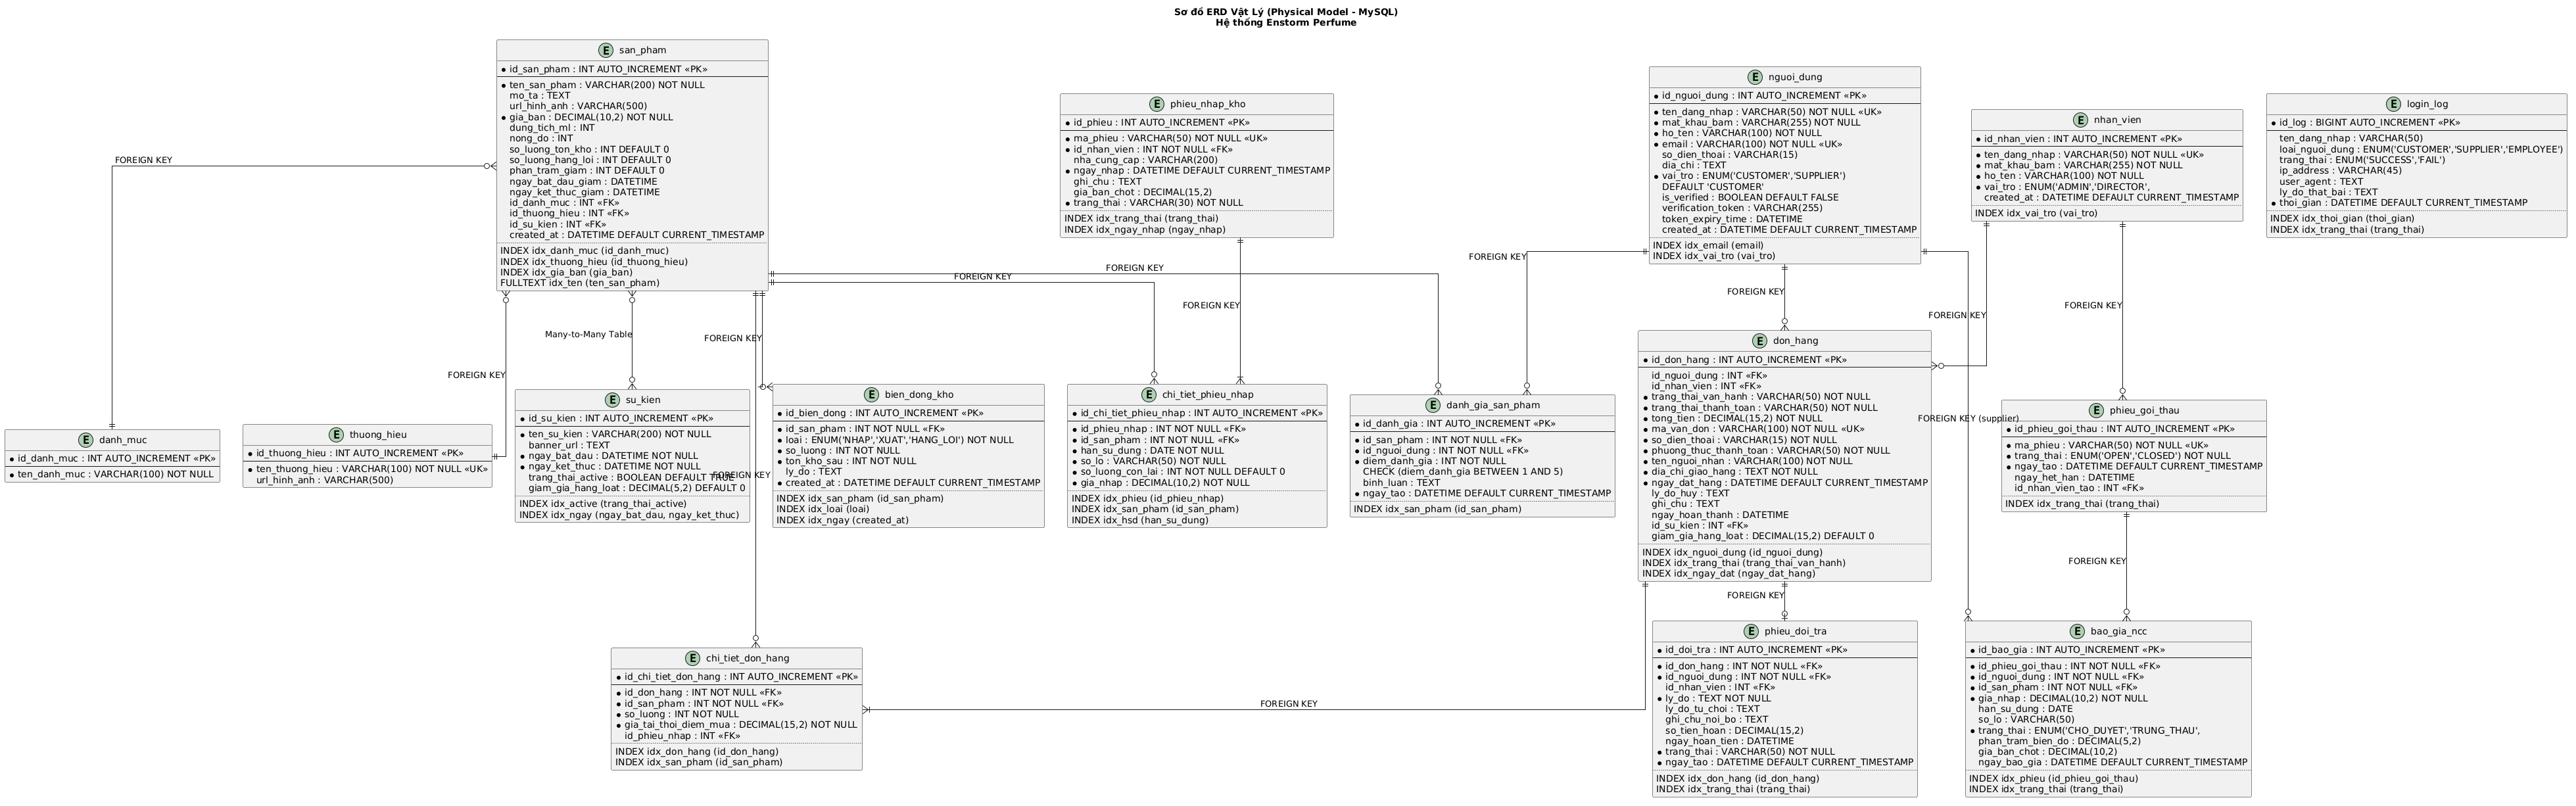 Sơ đồ ERD Vật Lý (Physical Model - MySQL)
Hệ thống Enstorm Perfume
E san_pham
id_san_pham : INT AUTO_INCREMENT «PK»
ten_san_pham : VARCHAR(200) NOT NULL
mo_ta : TEXT
url_hinh_anh : VARCHAR(500)
gia_ban : DECIMAL(10,2) NOT NULL
dung_tich_ml : INT
nong_do : INT
so_luong_ton_kho : INT DEFAULT 0
so_luong_hang_loi : INT DEFAULT 0
phan_tram_giam : INT DEFAULT 0
ngay_bat_dau_giam : DATETIME
ngay_ket_thuc_giam : DATETIME
id_danh_muc : INT «FK»
id_thuong_hieu : INT «FK»
id_su_kien : INT «FK»
created_at : DATETIME DEFAULT CURRENT_TIMESTAMP
INDEX idx_danh_muc (id_danh_muc)
INDEX idx_thuong_hieu (id_thuong_hieu)
INDEX idx_gia_ban (gia_ban)
FULLTEXT idx_ten (ten_san_pham)
E phieu_nhap_kho
id_phieu : INT AUTO_INCREMENT «PK»
ma_phieu : VARCHAR(50) NOT NULL «UK»
id_nhan_vien : INT NOT NULL «FK»
nha_cung_cap : VARCHAR(200)
ngay_nhap : DATETIME DEFAULT CURRENT_TIMESTAMP
ghi_chu : TEXT
gia_ban_chot : DECIMAL(15,2)
trang_thai : VARCHAR(30) NOT NULL
INDEX idx_trang_thai (trang_thai)
INDEX idx_ngay_nhap (ngay_nhap)
E nguoi_dung
id_nguoi_dung : INT AUTO_INCREMENT «PK»
ten_dang_nhap : VARCHAR(50) NOT NULL «UK»
mat_khau_bam : VARCHAR(255) NOT NULL
ho_ten : VARCHAR(100) NOT NULL
email : VARCHAR(100) NOT NULL «UK»
so_dien_thoai : VARCHAR(15)
dia_chi : TEXT
vai_tro : ENUM('CUSTOMER','SUPPLIER')
DEFAULT 'CUSTOMER'
is_verified : BOOLEAN DEFAULT FALSE
verification_token : VARCHAR(255)
token_expiry_time : DATETIME
created_at : DATETIME DEFAULT CURRENT_TIMESTAMP
INDEX idx_email (email)
INDEX idx_vai_tro (vai_tro)
E nhan_vien
id_nhan_vien : INT AUTO_INCREMENT «PK»
ten_dang_nhap : VARCHAR(50) NOT NULL «UK»
mat_khau_bam : VARCHAR(255) NOT NULL
ho_ten : VARCHAR(100) NOT NULL
vai_tro : ENUM('ADMIN','DIRECTOR',
created_at : DATETIME DEFAULT CURRENT_TIMESTAMP
INDEX idx_vai_tro (vai_tro)
E login_log
id_log : BIGINT AUTO_INCREMENT «PK»
ten_dang_nhap : VARCHAR(50)
loai_nguoi_dung : ENUM('CUSTOMER','SUPPLIER','EMPLOYEE')
trang_thai : ENUM('SUCCESS','FAIL')
ip_address : VARCHAR(45)
user_agent : TEXT
ly_do_that_bai : TEXT
thoi_gian : DATETIME DEFAULT CURRENT_TIMESTAMP
INDEX idx_thoi_gian (thoi_gian)
INDEX idx_trang_thai (trang_thai)
FOREIGN KEY
FOREIGN KEY
FOREIGN KEY
FOREIGN KEY
FOREIGN KEY
FOREIGN KEY
FOREIGN KEY
FOREIGN KEY
FOREIGN KEY
Many-to-Many Table
FOREIGN KEY
FOREIGN KEY
FOREIGN KEY (supplier)
FOREIGN KEY
E danh_muc
id_danh_muc : INT AUTO_INCREMENT «PK»
ten_danh_muc : VARCHAR(100) NOT NULL
E thuong_hieu
id_thuong_hieu : INT AUTO_INCREMENT «PK»
ten_thuong_hieu : VARCHAR(100) NOT NULL «UK»
url_hinh_anh : VARCHAR(500)
E su_kien
id_su_kien : INT AUTO_INCREMENT «PK»
ten_su_kien : VARCHAR(200) NOT NULL
banner_url : TEXT
ngay_bat_dau : DATETIME NOT NULL
ngay_ket_thuc : DATETIME NOT NULL
trang_thai_active : BOOLEAN DEFAULT TRUE
giam_gia_hang_loat : DECIMAL(5,2) DEFAULT 0
INDEX idx_active (trang_thai_active)
INDEX idx_ngay (ngay_bat_dau, ngay_ket_thuc)
E bien_dong_kho
id_bien_dong : INT AUTO_INCREMENT «PK»
id_san_pham : INT NOT NULL «FK»
loai : ENUM('NHAP','XUAT','HANG_LOI') NOT NULL
so_luong : INT NOT NULL
ton_kho_sau : INT NOT NULL
ly_do : TEXT
created_at : DATETIME DEFAULT CURRENT_TIMESTAMP
INDEX idx_san_pham (id_san_pham)
INDEX idx_loai (loai)
INDEX idx_ngay (created_at)
E chi_tiet_phieu_nhap
id_chi_tiet_phieu_nhap : INT AUTO_INCREMENT «PK»
id_phieu_nhap : INT NOT NULL «FK»
id_san_pham : INT NOT NULL «FK»
han_su_dung : DATE NOT NULL
so_lo : VARCHAR(50) NOT NULL
so_luong_con_lai : INT NOT NULL DEFAULT 0
gia_nhap : DECIMAL(10,2) NOT NULL
INDEX idx_phieu (id_phieu_nhap)
INDEX idx_san_pham (id_san_pham)
INDEX idx_hsd (han_su_dung)
E danh_gia_san_pham
id_danh_gia : INT AUTO_INCREMENT «PK»
id_san_pham : INT NOT NULL «FK»
id_nguoi_dung : INT NOT NULL «FK»
diem_danh_gia : INT NOT NULL
CHECK (diem_danh_gia BETWEEN 1 AND 5)
binh_luan : TEXT
ngay_tao : DATETIME DEFAULT CURRENT_TIMESTAMP
INDEX idx_san_pham (id_san_pham)
E don_hang
id_don_hang : INT AUTO_INCREMENT «PK»
id_nguoi_dung : INT «FK»
id_nhan_vien : INT «FK»
trang_thai_van_hanh : VARCHAR(50) NOT NULL
trang_thai_thanh_toan : VARCHAR(50) NOT NULL
tong_tien : DECIMAL(15,2) NOT NULL
ma_van_don : VARCHAR(100) NOT NULL «UK»
so_dien_thoai : VARCHAR(15) NOT NULL
phuong_thuc_thanh_toan : VARCHAR(50) NOT NULL
ten_nguoi_nhan : VARCHAR(100) NOT NULL
dia_chi_giao_hang : TEXT NOT NULL
ngay_dat_hang : DATETIME DEFAULT CURRENT_TIMESTAMP
ly_do_huy : TEXT
ghi_chu : TEXT
ngay_hoan_thanh : DATETIME
id_su_kien : INT «FK»
giam_gia_hang_loat : DECIMAL(15,2) DEFAULT 0
INDEX idx_nguoi_dung (id_nguoi_dung)
INDEX idx_trang_thai (trang_thai_van_hanh)
INDEX idx_ngay_dat (ngay_dat_hang)
E phieu_goi_thau
id_phieu_goi_thau : INT AUTO_INCREMENT «PK»
ma_phieu : VARCHAR(50) NOT NULL «UK»
trang_thai : ENUM('OPEN','CLOSED') NOT NULL
ngay_tao : DATETIME DEFAULT CURRENT_TIMESTAMP
ngay_het_han : DATETIME
id_nhan_vien_tao : INT «FK»
INDEX idx_trang_thai (trang_thai)
FOREIGN KEY
FOREIGN KEY
FOREIGN KEY
E chi_tiet_don_hang
id_chi_tiet_don_hang : INT AUTO_INCREMENT «PK»
id_don_hang : INT NOT NULL «FK»
id_san_pham : INT NOT NULL «FK»
so_luong : INT NOT NULL
gia_tai_thoi_diem_mua : DECIMAL(15,2) NOT NULL
id_phieu_nhap : INT «FK»
INDEX idx_don_hang (id_don_hang)
INDEX idx_san_pham (id_san_pham)
E phieu_doi_tra
id_doi_tra : INT AUTO_INCREMENT «PK»
id_don_hang : INT NOT NULL «FK»
id_nguoi_dung : INT NOT NULL «FK»
id_nhan_vien : INT «FK»
ly_do : TEXT NOT NULL
ly_do_tu_choi : TEXT
ghi_chu_noi_bo : TEXT
so_tien_hoan : DECIMAL(15,2)
ngay_hoan_tien : DATETIME
trang_thai : VARCHAR(50) NOT NULL
ngay_tao : DATETIME DEFAULT CURRENT_TIMESTAMP
INDEX idx_don_hang (id_don_hang)
INDEX idx_trang_thai (trang_thai)
E bao_gia_ncc
id_bao_gia : INT AUTO_INCREMENT «PK»
id_phieu_goi_thau : INT NOT NULL «FK»
id_nguoi_dung : INT NOT NULL «FK»
id_san_pham : INT NOT NULL «FK»
gia_nhap : DECIMAL(10,2) NOT NULL
han_su_dung : DATE
so_lo : VARCHAR(50)
trang_thai : ENUM('CHO_DUYET','TRUNG_THAU',
phan_tram_bien_do : DECIMAL(5,2)
gia_ban_chot : DECIMAL(10,2)
ngay_bao_gia : DATETIME DEFAULT CURRENT_TIMESTAMP
INDEX idx_phieu (id_phieu_goi_thau)
INDEX idx_trang_thai (trang_thai)